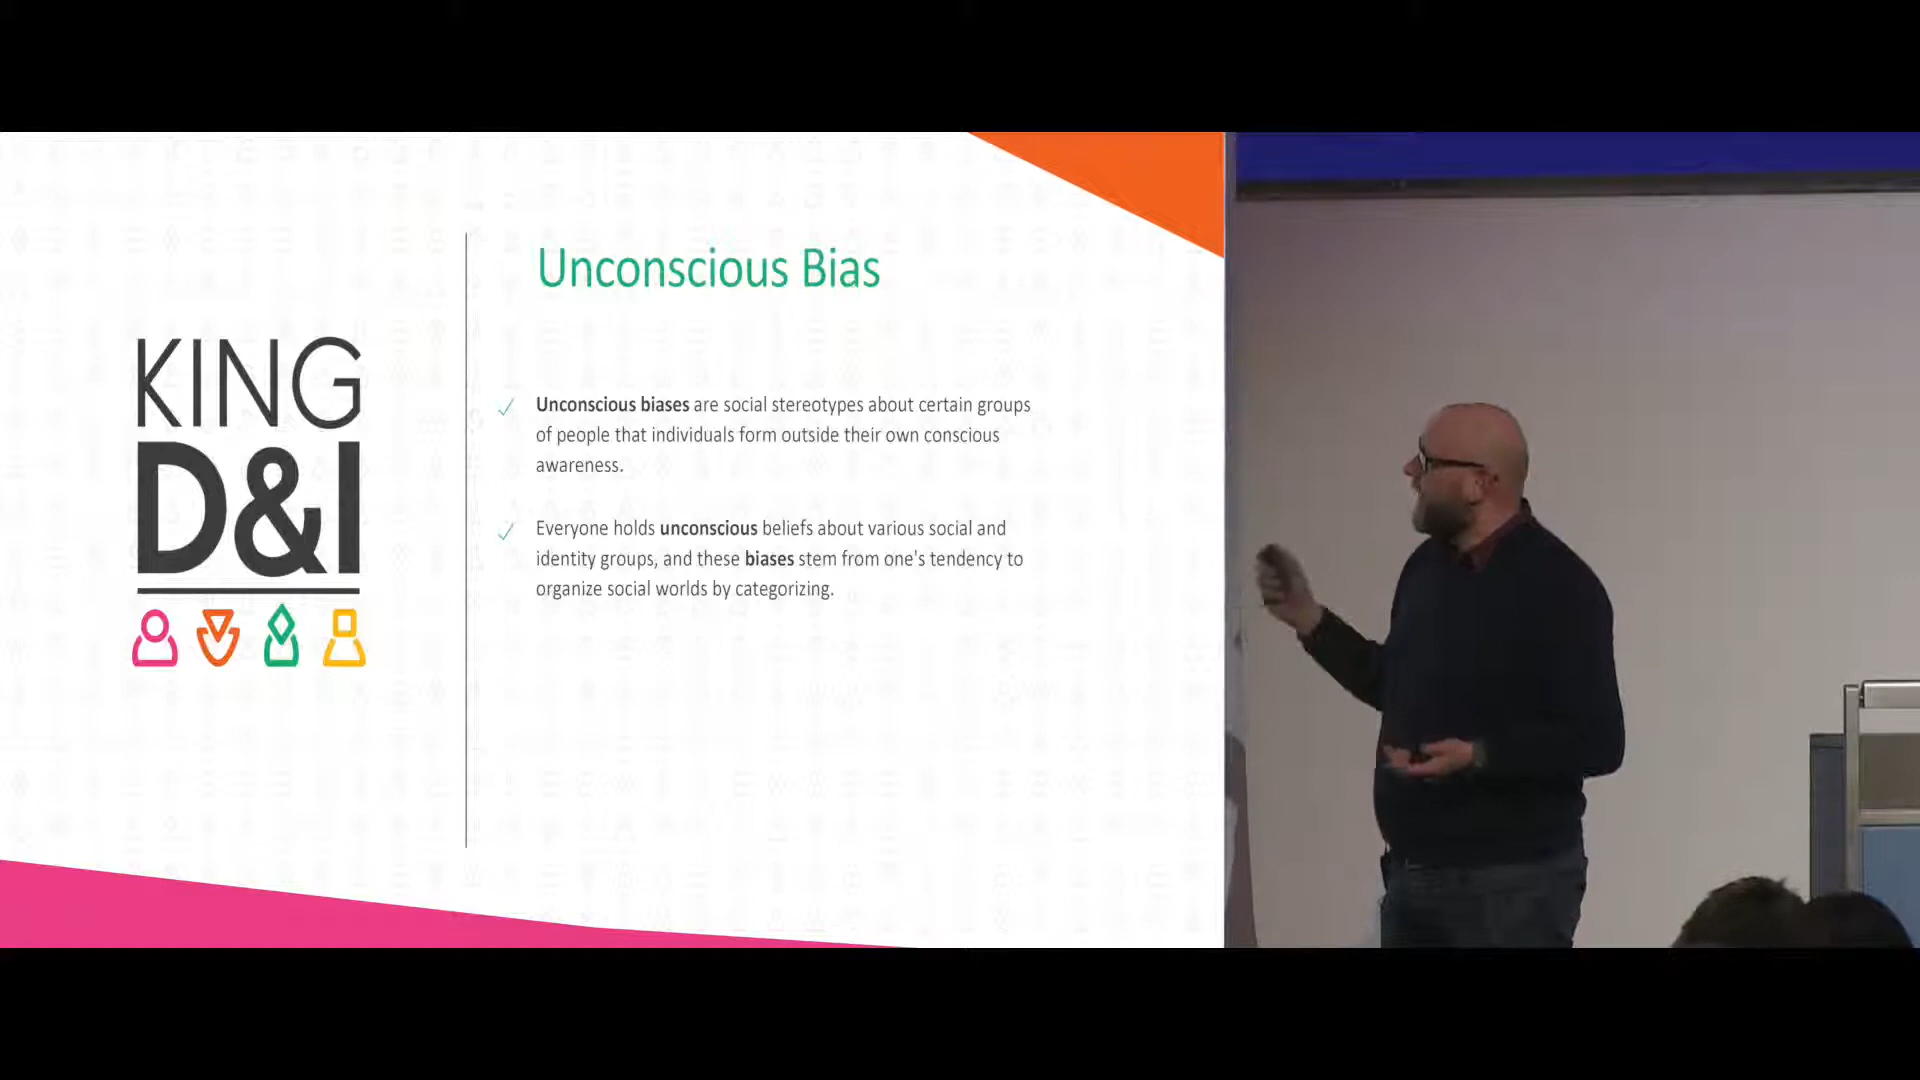 KING
D&I
Unconscious Bias
Unconscious biases are social stereotypes about certain groups
of people that individuals form outside their own conscious
awareness.
Everyone holds unconscious beliefs about various social and
identity groups, and these biases stem from one's tendency to
organize social worlds by categorizing.